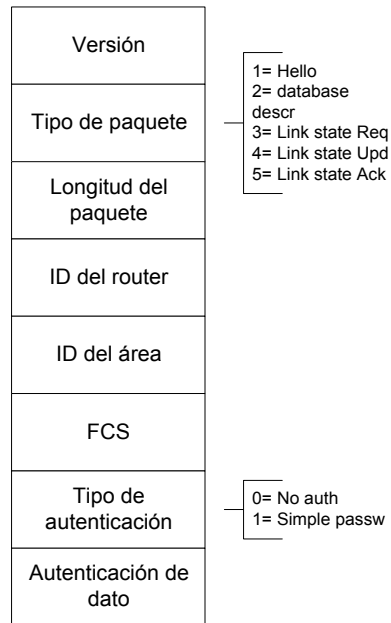 Versión
Tipo de paquete
1= Hello
2= database
descr
3= Link state Req
4= Link state Upd
5= Link state Ack
Longitud del
paquete
ID del router
ID del área
FCS
Tipo de
autenticación
0= No auth
1= Simple passw
Autenticación de
dato